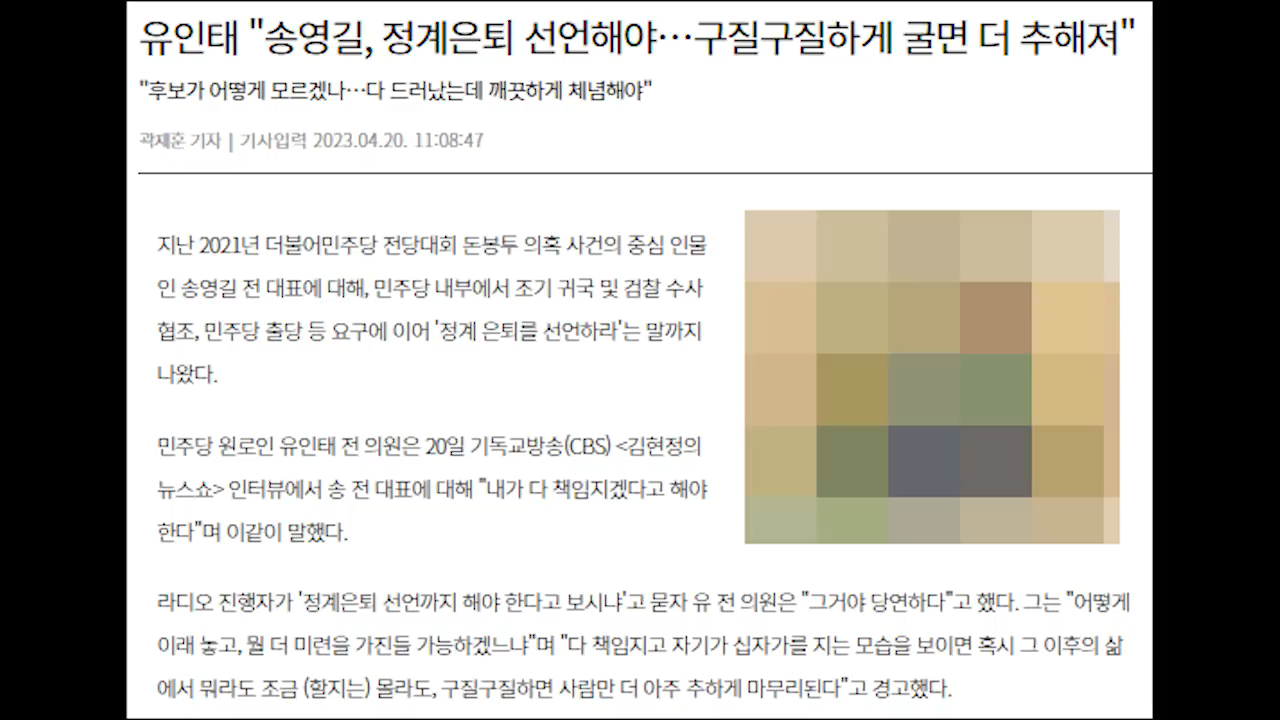 유인태 "송영길, 정계은퇴 선언해야…구질구질하게 굴면 더 추해져"
"후보가 어떻게 모르겠나…다 드러났는데 깨끗하게 체념해야"
곽재훈 기자 | 기사입력 2023.04.20. 11:08:47
지난 2021년 더불어민주당 전당대회 돈봉투 의혹 사건의 중심 인물
인 송영길 전 대표에 대해, 민주당 내부에서 조기 귀국 및 검찰 수사
협조, 민주당 출당 등 요구에 이어 '정계 은퇴를 선언하라'는 말까지
나왔다.
민주당 원로인 유인태 전 의원은 20일 기독교방송(CBS) <김현정의
뉴스쇼> 인터뷰에서 송 전 대표에 대해 "내가 다 책임지겠다고 해야
한다"며 이같이 말했다.
라디오 진행자가 '정계은퇴 선언까지 해야 한다고 보시냐'고 묻자 유 전 의원은 "그거야 당연하다"고 했다. 그는 "어떻게
이래 놓고, 뭘 더 미련을 가진들 가능하겠느냐"며 "다 책임지고 자기가 십자가를 지는 모습을 보이면 혹시 그 이후의 삶
에서 뭐라도 조금 (할지는) 몰라도, 구질구질하면 사람만 더 아주 추하게 마무리된다"고 경고했다.